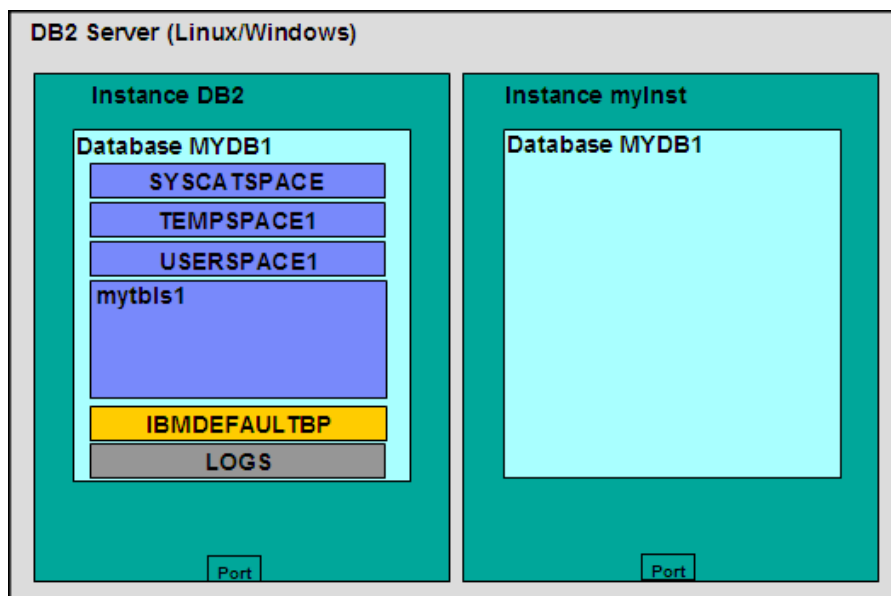 DB2 Server (Linux/Windows)
Instance DB2
Database MYDB1
SYSCATSPACE
TEMPSPACE1
USERSPACE1
mytbls1
IBMDEFAULTBP
LOGS
Port
Instance myInst
Database MYDB1
Port